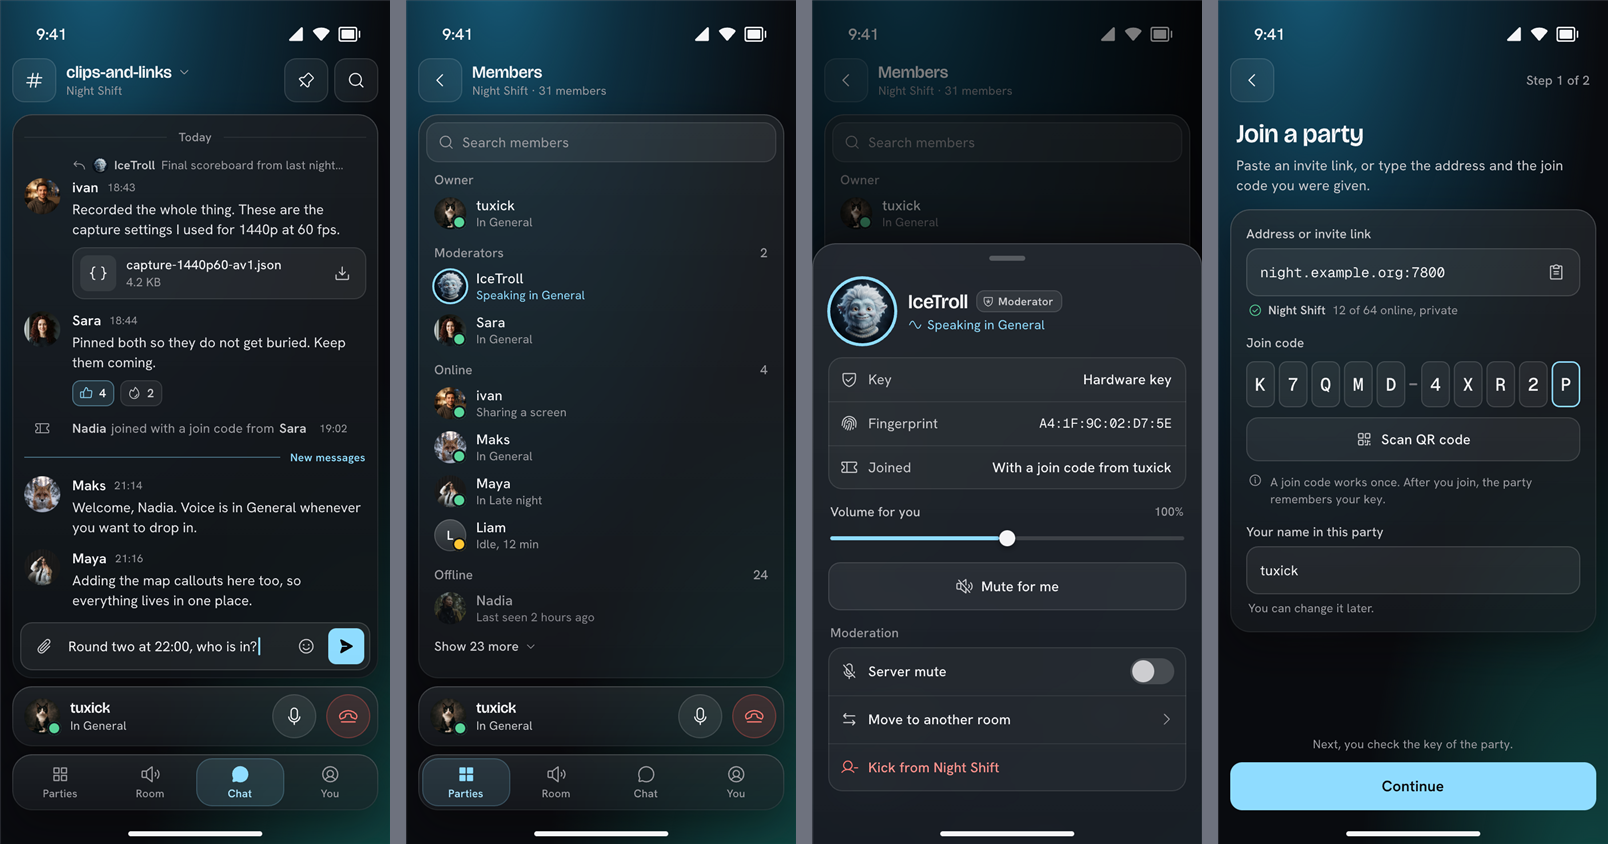 9:41
clips-and-links
Night Shift
Today
IceTroll Final scoreboard from last night...
ivan 18:43
Recorded the whole thing. These are the
capture settings I used for 1440p at 60 fps.
{ } capture-1440p60-av1.json
4.2 KB
Sara 18:44
Pinned both so they do not get buried. Keep
them coming.
4 2
Nadia joined with a join code from Sara 19:02
New messages
Maks 21:14
Welcome, Nadia. Voice is in General whenever
you want to drop in.
Maya 21:16
Adding the map callouts here too, so
everything lives in one place.
Round two at 22:00, who is in?
tuxick
In General
Parties Room Chat You
9:41
Members
Night Shift · 31 members
Search members
Owner
tuxick
In General
Moderators 2
IceTroll
Speaking in General
Sara
In General
Online 4
ivan
Sharing a screen
Maks
In General
Maya
In Late night
L Liam
Idle, 12 min
Offline 24
Nadia
Last seen 2 hours ago
Show 23 more
tuxick
In General
Parties Room Chat You
9:41
Members
Night Shift · 31 members
Search members
Owner
tuxick
In General
IceTroll Moderator
Speaking in General
Key Hardware key
Fingerprint A4:1F:9C:02:D7:5E
Joined With a join code from tuxick
Volume for you 100%
Mute for me
Moderation
Server mute
Move to another room
Kick from Night Shift
9:41
Step 1 of 2
Join a party
Paste an invite link, or type the address and the join
code you were given.
Address or invite link
night.example.org:7800
Night Shift 12 of 64 online, private
Join code
K 7 Q M D - 4 X R 2 P
Scan QR code
A join code works once. After you join, the party
remembers your key.
Your name in this party
tuxick
You can change it later.
Next, you check the key of the party.
Continue